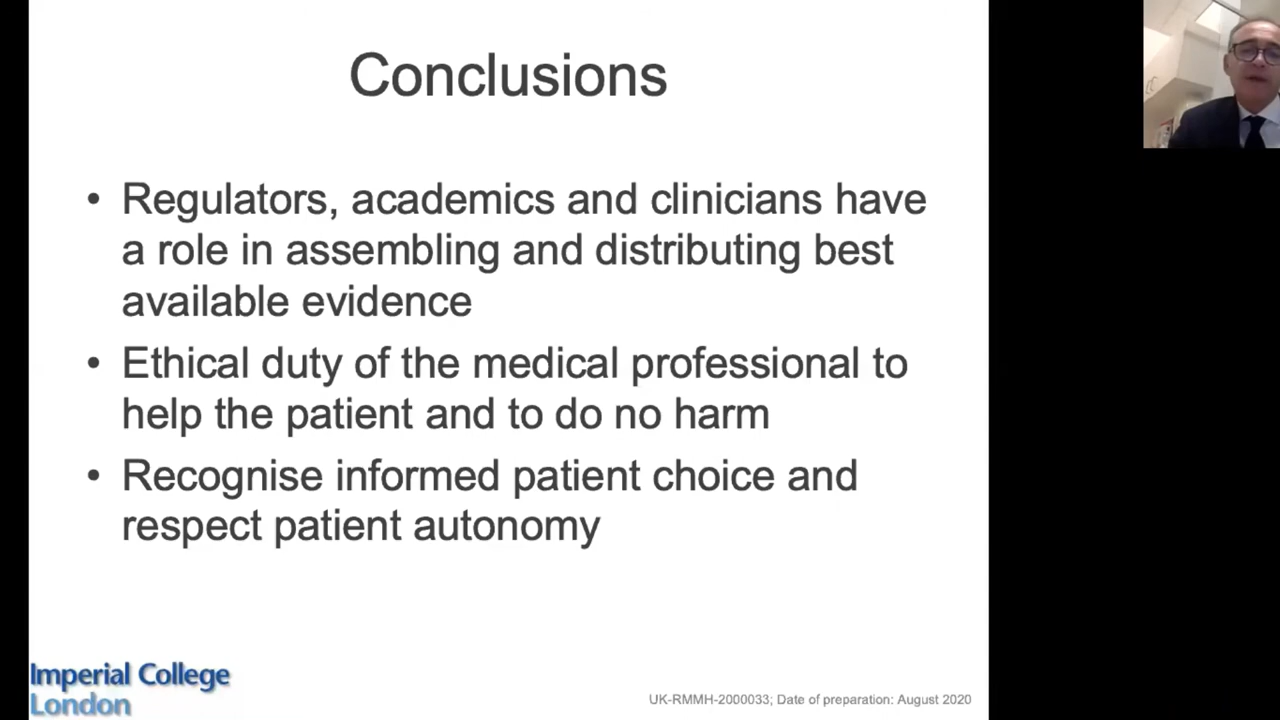 Conclusions
• Regulators, academics and clinicians have
a role in assembling and distributing best
available evidence
• Ethical duty of the medical professional to
help the patient and to do no harm
• Recognise informed patient choice and
respect patient autonomy
Imperial College
London
UK-RMMH-2000033; Date of preparation: August 2020